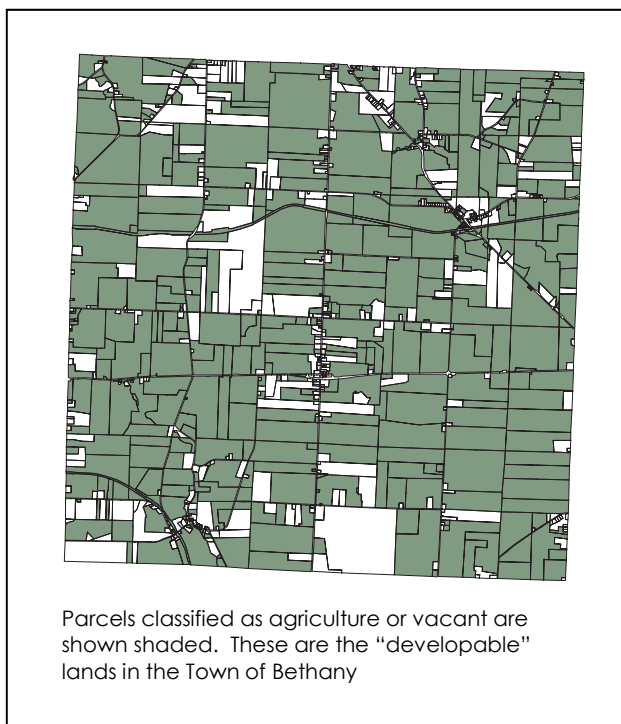 Parcels classified as agriculture or vacant are
shown shaded.  These are the “developable”
lands in the Town of Bethany